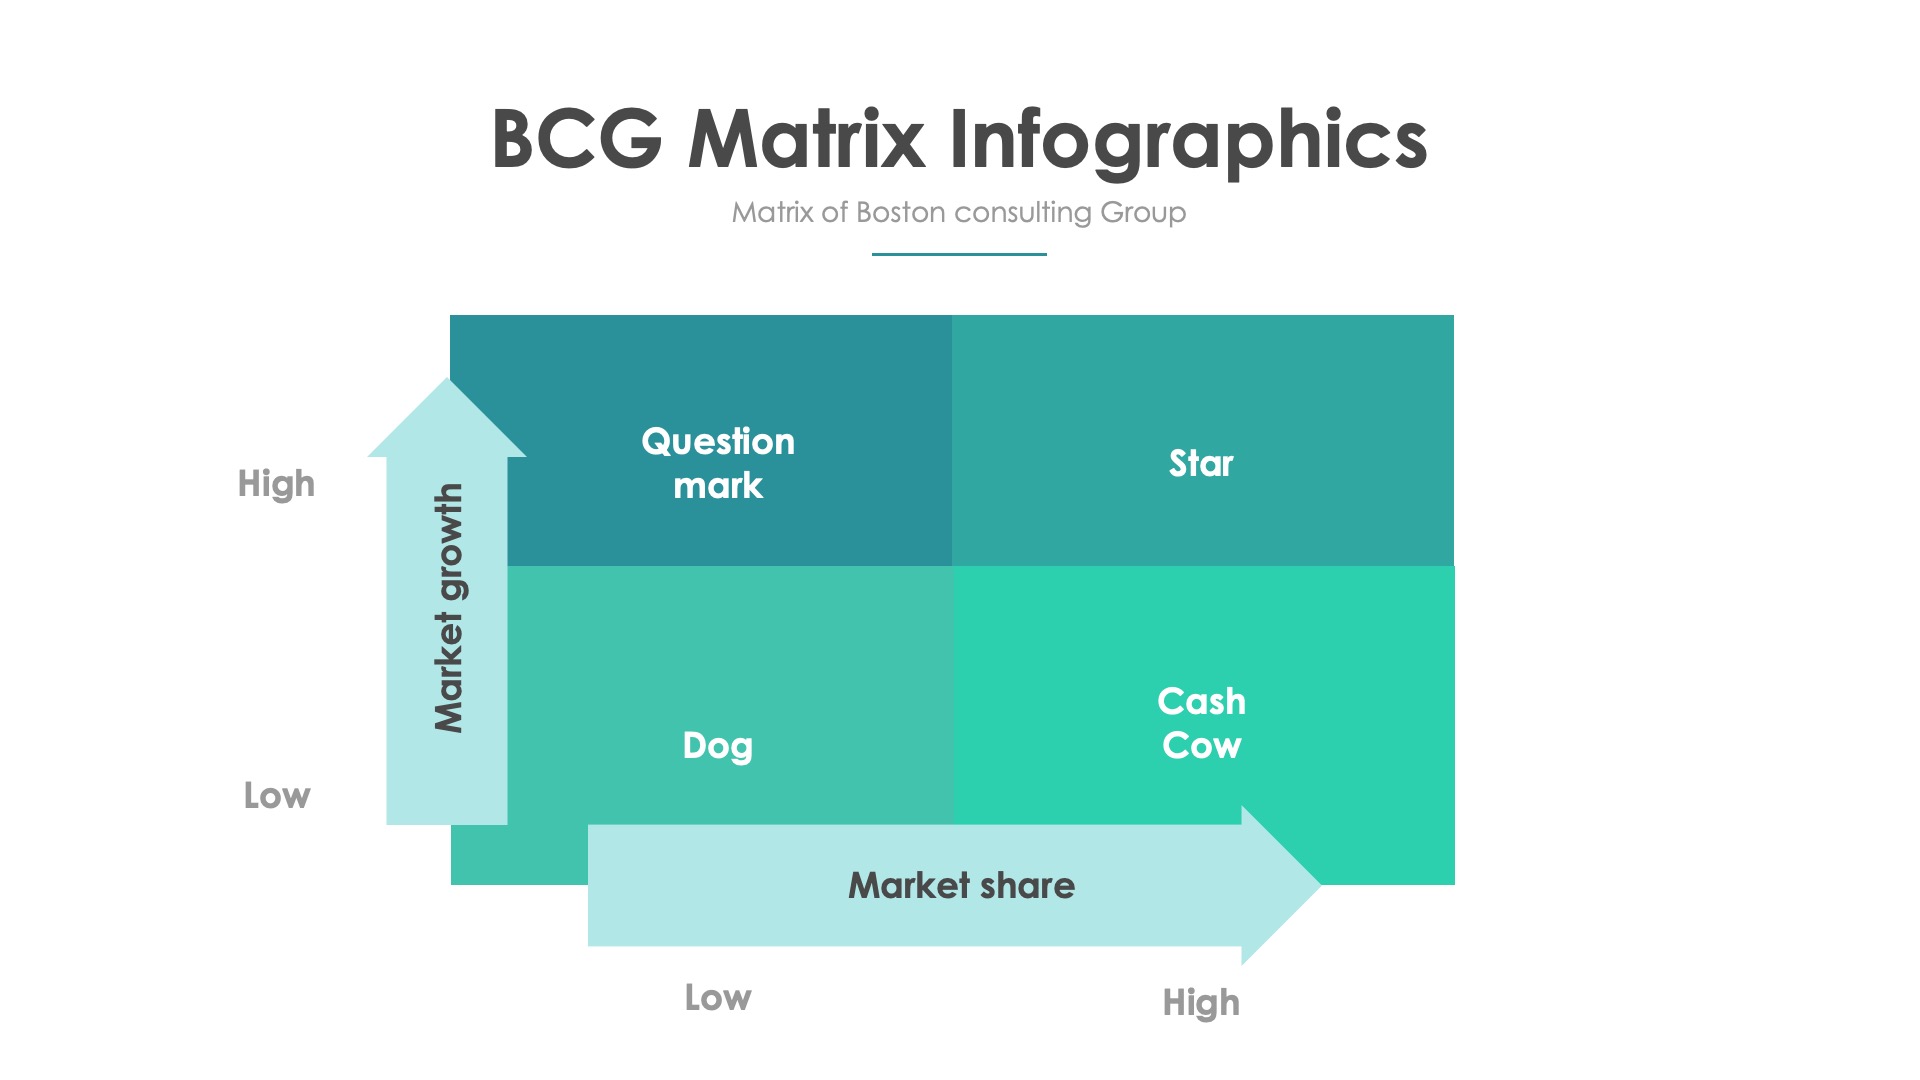 BCG Matrix Infographics
Matrix of Boston consulting Group
Question
mark
Star
High
Market growth
Dog
Cash
Cow
Low
Market share
Low
High